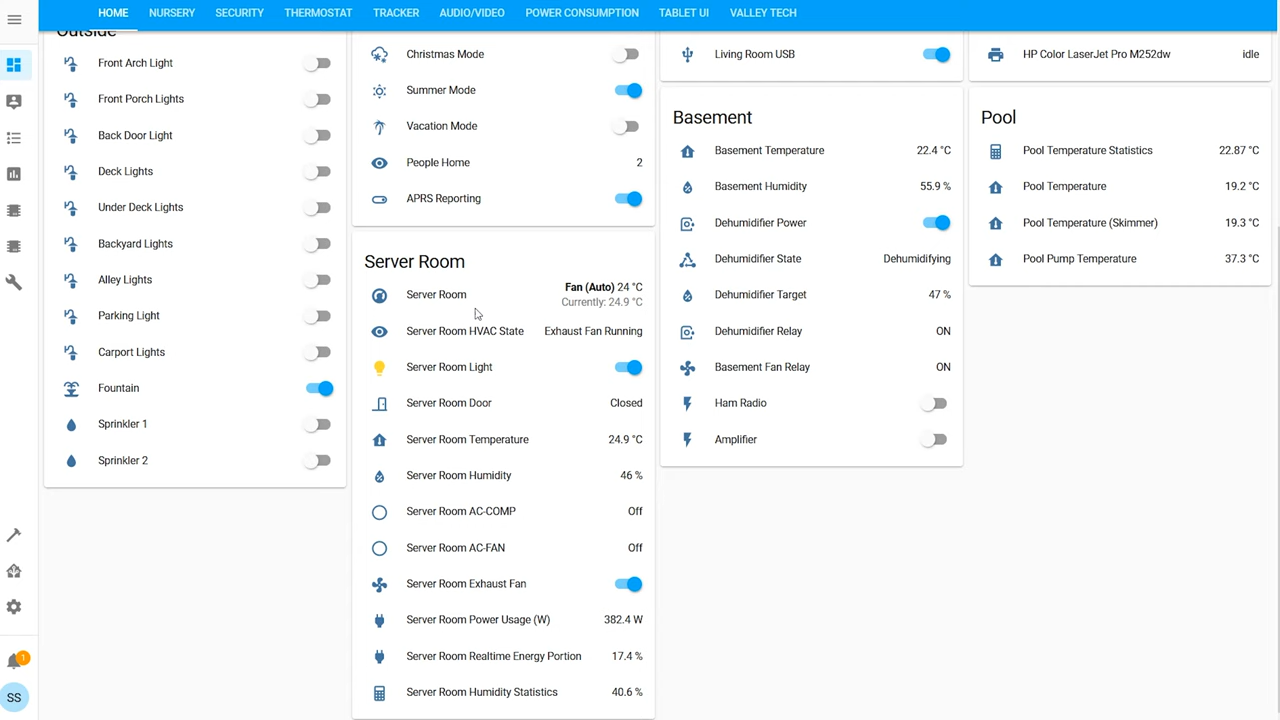 HOME NURSERY SECURITY THERMOSTAT TRACKER AUDIO/VIDEO POWER CONSUMPTION TABLET UI VALLEY TECH
Outside
Front Arch Light
Front Porch Lights
Back Door Light
Deck Lights
Under Deck Lights
Backyard Lights
Alley Lights
Parking Light
Carport Lights
Fountain
Sprinkler 1
Sprinkler 2
Christmas Mode
Summer Mode
Vacation Mode
People Home 2
APRS Reporting
Server Room
Server Room Fan (Auto) 24 °C
Currently: 24.9 °C
Server Room HVAC State Exhaust Fan Running
Server Room Light
Server Room Door Closed
Server Room Temperature 24.9 °C
Server Room Humidity 46 %
Server Room AC-COMP Off
Server Room AC-FAN Off
Server Room Exhaust Fan
Server Room Power Usage (W) 382.4 W
Server Room Realtime Energy Portion 17.4 %
Server Room Humidity Statistics 40.6 %
Living Room USB
Basement
Basement Temperature 22.4 °C
Basement Humidity 55.9 %
Dehumidifier Power
Dehumidifier State Dehumidifying
Dehumidifier Target 47 %
Dehumidifier Relay ON
Basement Fan Relay ON
Ham Radio
Amplifier
HP Color LaserJet Pro M252dw idle
Pool
Pool Temperature Statistics 22.87 °C
Pool Temperature 19.2 °C
Pool Temperature (Skimmer) 19.3 °C
Pool Pump Temperature 37.3 °C
1
SS